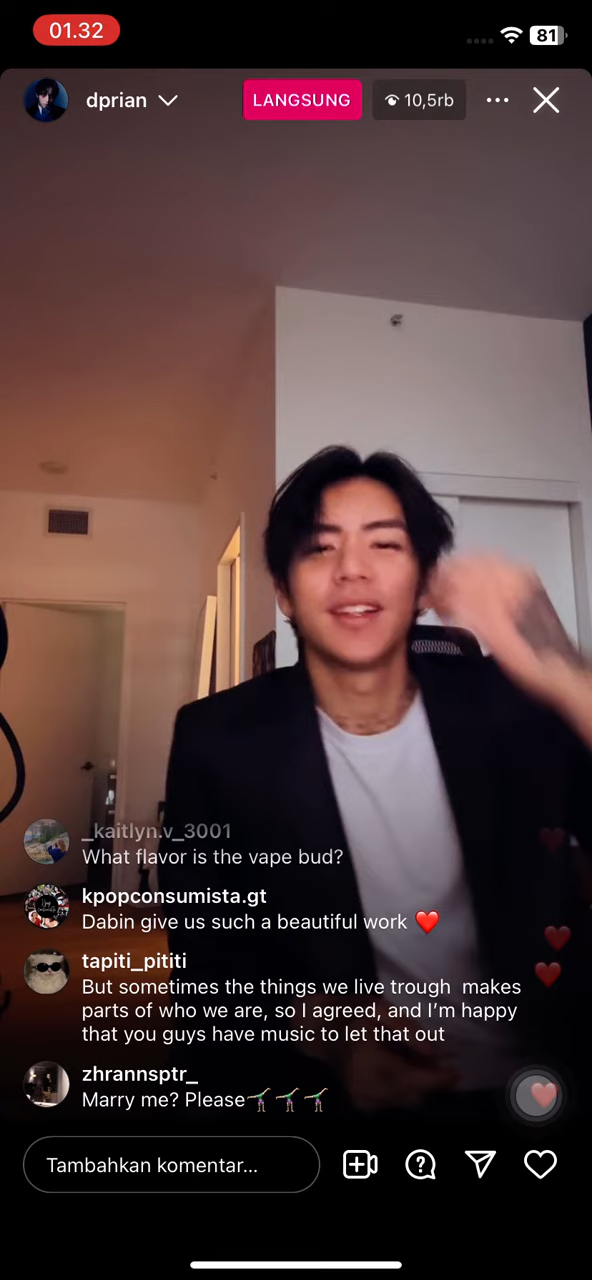 01.32
81
dprian
LANGSUNG
10,5rb
_kaitlyn.v_3001
What flavor is the vape bud?
kpopconsumista.gt
Dabin give us such a beautiful work ❤️
tapiti_pititi
But sometimes the things we live trough  makes
parts of who we are, so I agreed, and I’m happy
that you guys have music to let that out
zhrannsptr_
Marry me? Please🤸‍♀️🤸‍♀️🤸‍♀️
Tambahkan komentar...